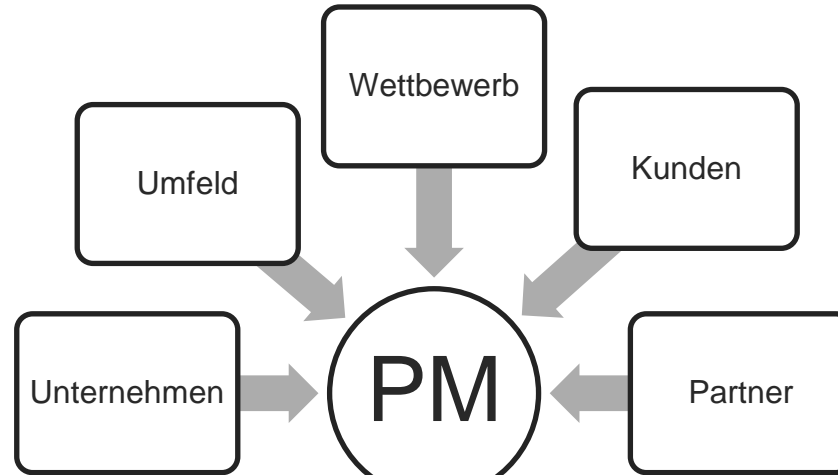 Wettbewerb
Umfeld
Kunden
Unternehmen
PM
Partner